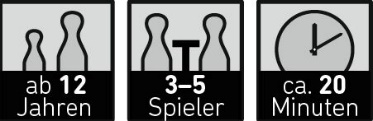 ab 12
Jahren
3–5
Spieler
ca. 20
Minuten